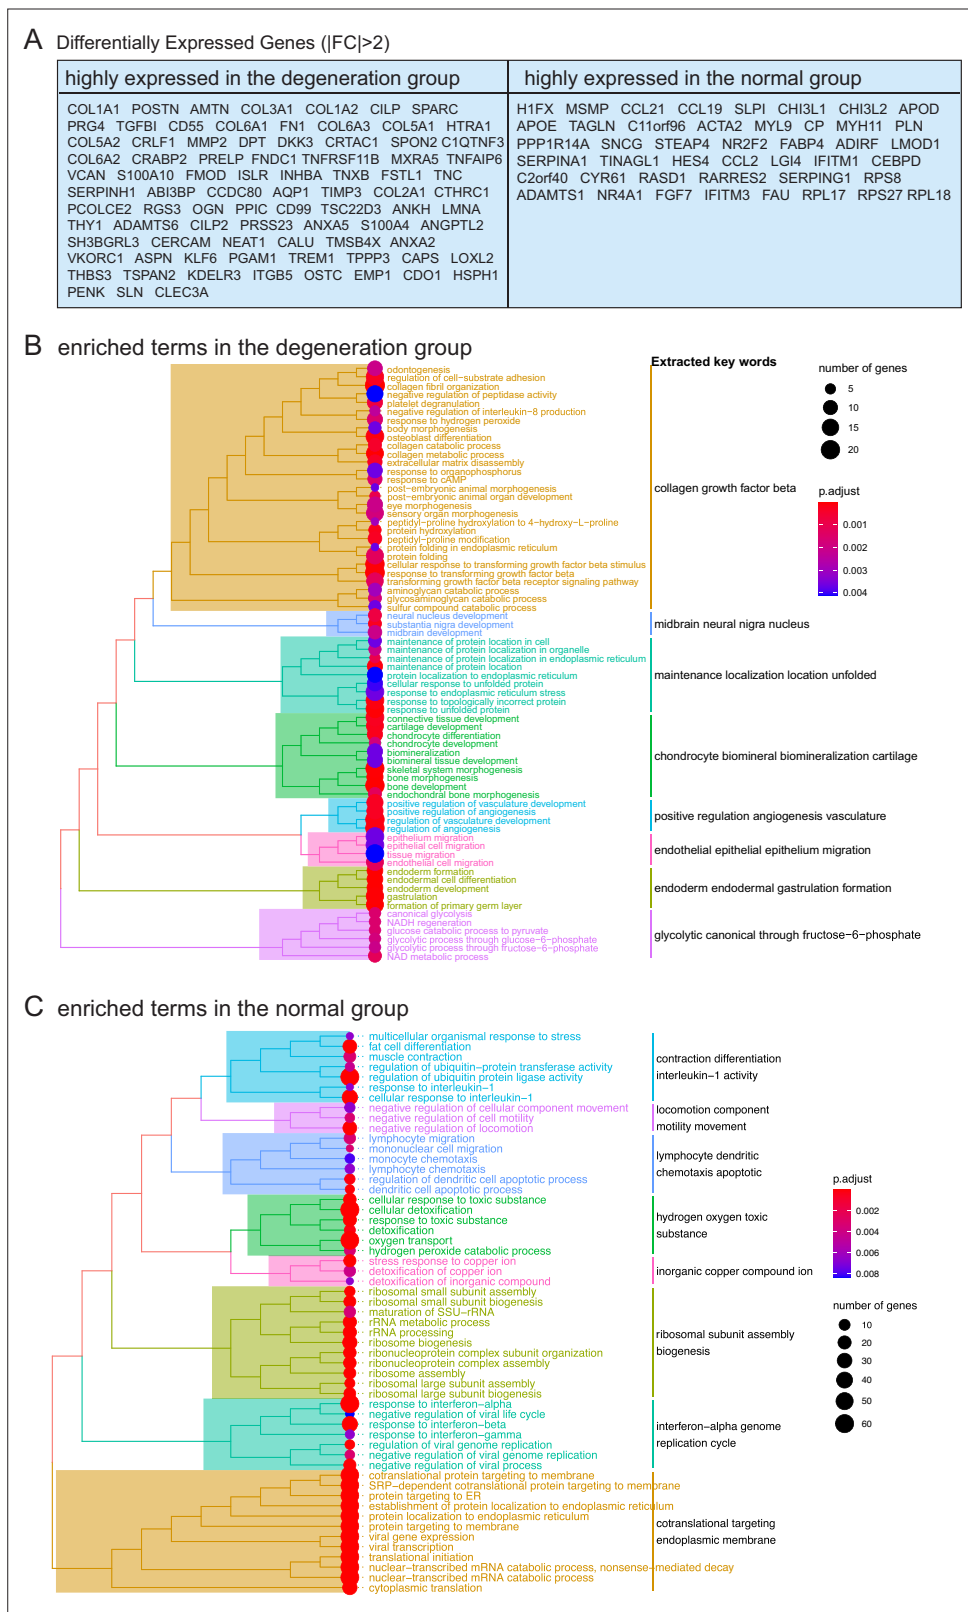 A Differentially Expressed Genes (|FC|>2)
highly expressed in the degeneration group
COL1A1 POSTN AMTN COL3A1 COL1A2 CILP SPARC
PRG4 TGFBI CD55 COL6A1 FN1 COL6A3 COL5A1 HTRA1
COL5A2 CRLF1 MMP2 DPT DKK3 CRTAC1 SPON2 C1QTNF3
COL6A2 CRABP2 PRELP FNDC1 TNFRSF11B MXRA5 TNFAIP6
VCAN S100A10 FMOD ISLR INHBA TNXB FSTL1 TNC
SERPINH1 ABI3BP CCDC80 AQP1 TIMP3 COL2A1 CTHRC1
PCOLCE2 RGS3 OGN PPIC CD99 TSC22D3 ANKH LMNA
THY1 ADAMTS6 CILP2 PRSS23 ANXA5 S100A4 ANGPTL2
SH3BGRL3 CERCAM NEAT1 CALU TMSB4X ANXA2
VKORC1 ASPN KLF6 PGAM1 TREM1 TPPP3 CAPS LOXL2
THBS3 TSPAN2 KDELR3 ITGB5 OSTC EMP1 CDO1 HSPH1
PENK SLN CLEC3A
highly expressed in the normal group
H1FX MSMP CCL21 CCL19 SLPI CHI3L1 CHI3L2 APOD
APOE TAGLN C11orf96 ACTA2 MYL9 CP MYH11 PLN
PPP1R14A SNCG STEAP4 NR2F2 FABP4 ADIRF LMOD1
SERPINA1 TINAGL1 HES4 CCL2 LGI4 IFITM1 CEBPD
C2orf40 CYR61 RASD1 RARRES2 SERPING1 RPS8
ADAMTS1 NR4A1 FGF7 IFITM3 FAU RPL17 RPS27 RPL18
B enriched terms in the degeneration group
odontogenesis
regulation of cell−substrate adhesion
collagen fibril organization
negative regulation of peptidase activity
platelet degranulation
negative regulation of interleukin−8 production
response to hydrogen peroxide
body morphogenesis
osteoblast differentiation
collagen catabolic process
collagen metabolic process
extracellular matrix disassembly
response to organophosphorus
response to cAMP
post−embryonic animal morphogenesis
post−embryonic animal organ development
eye morphogenesis
sensory organ morphogenesis
peptidyl−proline hydroxylation to 4−hydroxy−L−proline
protein hydroxylation
peptidyl−proline modification
protein folding in endoplasmic reticulum
protein folding
cellular response to transforming growth factor beta stimulus
response to transforming growth factor beta
transforming growth factor beta receptor signaling pathway
aminoglycan catabolic process
glycosaminoglycan catabolic process
sulfur compound catabolic process
neural nucleus development
substantia nigra development
midbrain development
maintenance of protein location in cell
maintenance of protein localization in organelle
maintenance of protein localization in endoplasmic reticulum
maintenance of protein location
protein localization to endoplasmic reticulum
cellular response to unfolded protein
response to endoplasmic reticulum stress
response to topologically incorrect protein
response to unfolded protein
connective tissue development
cartilage development
chondrocyte differentiation
chondrocyte development
biomineralization
biomineral tissue development
skeletal system morphogenesis
bone morphogenesis
bone development
endochondral bone morphogenesis
positive regulation of vasculature development
positive regulation of angiogenesis
regulation of vasculature development
regulation of angiogenesis
epithelium migration
epithelial cell migration
tissue migration
endothelial cell migration
endoderm formation
endodermal cell differentiation
endoderm development
gastrulation
formation of primary germ layer
canonical glycolysis
NADH regeneration
glucose catabolic process to pyruvate
glycolytic process through glucose−6−phosphate
glycolytic process through fructose−6−phosphate
NAD metabolic process
Extracted key words
collagen growth factor beta
midbrain neural nigra nucleus
maintenance localization location unfolded
chondrocyte biomineral biomineralization cartilage
positive regulation angiogenesis vasculature
endothelial epithelial epithelium migration
endoderm endodermal gastrulation formation
glycolytic canonical through fructose−6−phosphate
number of genes
5
10
15
20
p.adjust
0.001
0.002
0.003
0.004
C enriched terms in the normal group
multicellular organismal response to stress
fat cell differentiation
muscle contraction
regulation of ubiquitin−protein transferase activity
regulation of ubiquitin protein ligase activity
response to interleukin−1
cellular response to interleukin−1
negative regulation of cellular component movement
negative regulation of cell motility
negative regulation of locomotion
lymphocyte migration
mononuclear cell migration
monocyte chemotaxis
lymphocyte chemotaxis
regulation of dendritic cell apoptotic process
dendritic cell apoptotic process
cellular response to toxic substance
cellular detoxification
response to toxic substance
detoxification
oxygen transport
hydrogen peroxide catabolic process
stress response to copper ion
detoxification of copper ion
detoxification of inorganic compound
ribosomal small subunit assembly
ribosomal small subunit biogenesis
maturation of SSU−rRNA
rRNA metabolic process
rRNA processing
ribosome biogenesis
ribonucleoprotein complex subunit organization
ribonucleoprotein complex assembly
ribosome assembly
ribosomal large subunit assembly
ribosomal large subunit biogenesis
response to interferon−alpha
negative regulation of viral life cycle
response to interferon−beta
response to interferon−gamma
regulation of viral genome replication
negative regulation of viral genome replication
negative regulation of viral process
cotranslational protein targeting to membrane
SRP−dependent cotranslational protein targeting to membrane
protein targeting to ER
establishment of protein localization to endoplasmic reticulum
protein localization to endoplasmic reticulum
protein targeting to membrane
viral gene expression
viral transcription
translational initiation
nuclear−transcribed mRNA catabolic process, nonsense−mediated decay
nuclear−transcribed mRNA catabolic process
cytoplasmic translation
contraction differentiation
interleukin−1 activity
locomotion component
motility movement
lymphocyte dendritic
chemotaxis apoptotic
hydrogen oxygen toxic
substance
inorganic copper compound ion
ribosomal subunit assembly
biogenesis
interferon−alpha genome
replication cycle
cotranslational targeting
endoplasmic membrane
p.adjust
0.002
0.004
0.006
0.008
number of genes
10
20
30
40
50
60